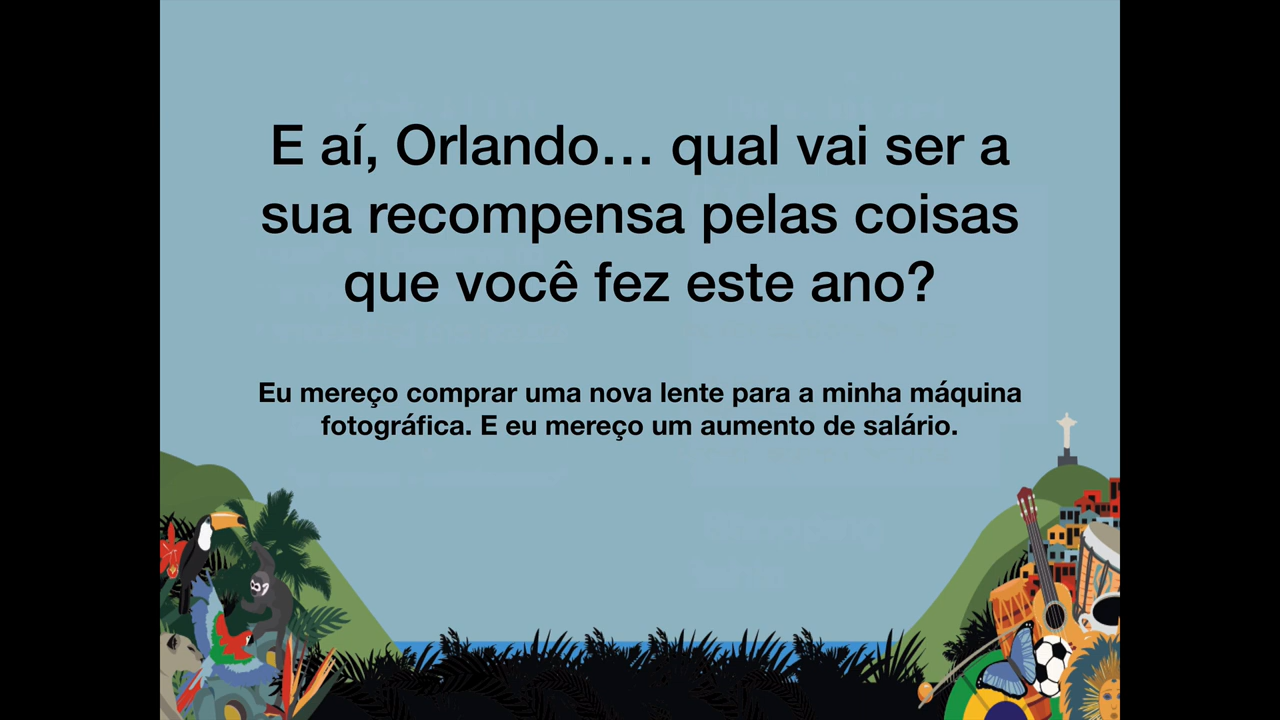 E aí, Orlando... qual vai ser a
sua recompensa pelas coisas
que você fez este ano?
Eu mereço comprar uma nova lente para a minha máquina
fotográfica. E eu mereço um aumento de salário.